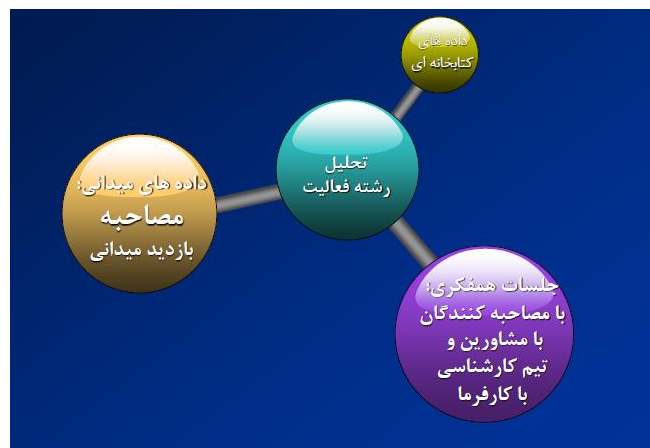 داده های
کتابخانه ای
تحلیل
رشته فعالیت
داده های میدانی:
مصاحبه
بازدید میدانی
جلسات همفکری:
با مصاحبه کنندگان
با مشاورین و
تیم کارشناسی
با کارفرما